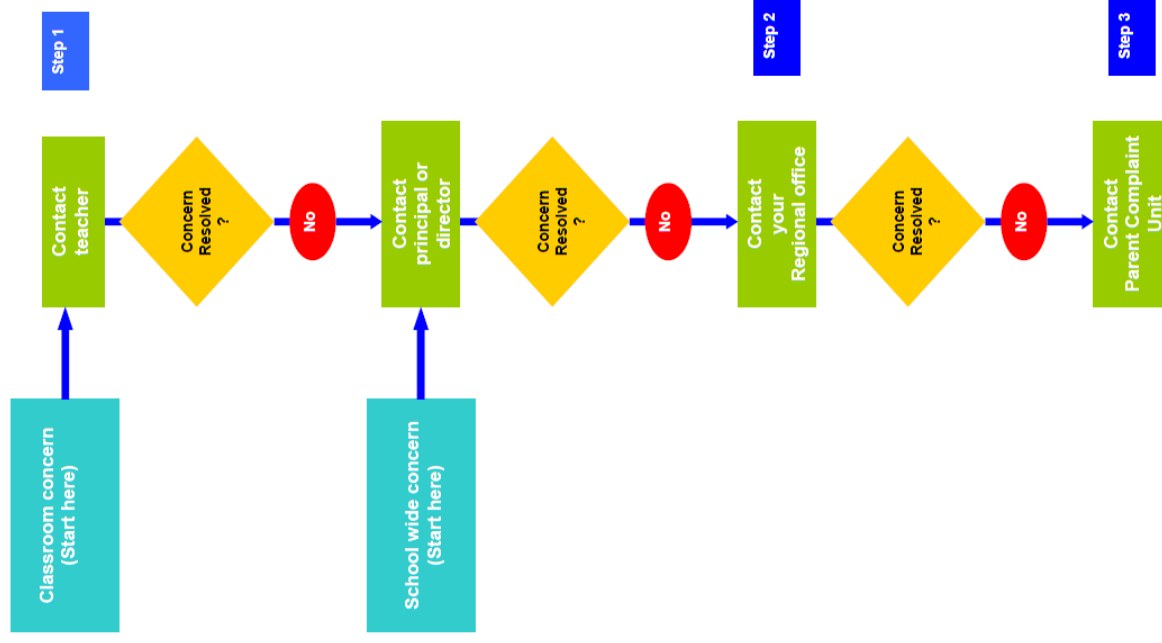 Step 1
Contact
teacher
Classroom concern
(Start here)
Concern
Resolved
?
No
Contact
principal or
director
School wide concern
(Start here)
Concern
Resolved
?
No
Step 2
Contact
your
Regional office
Concern
Resolved
?
No
Step 3
Contact
Parent Complaint
Unit